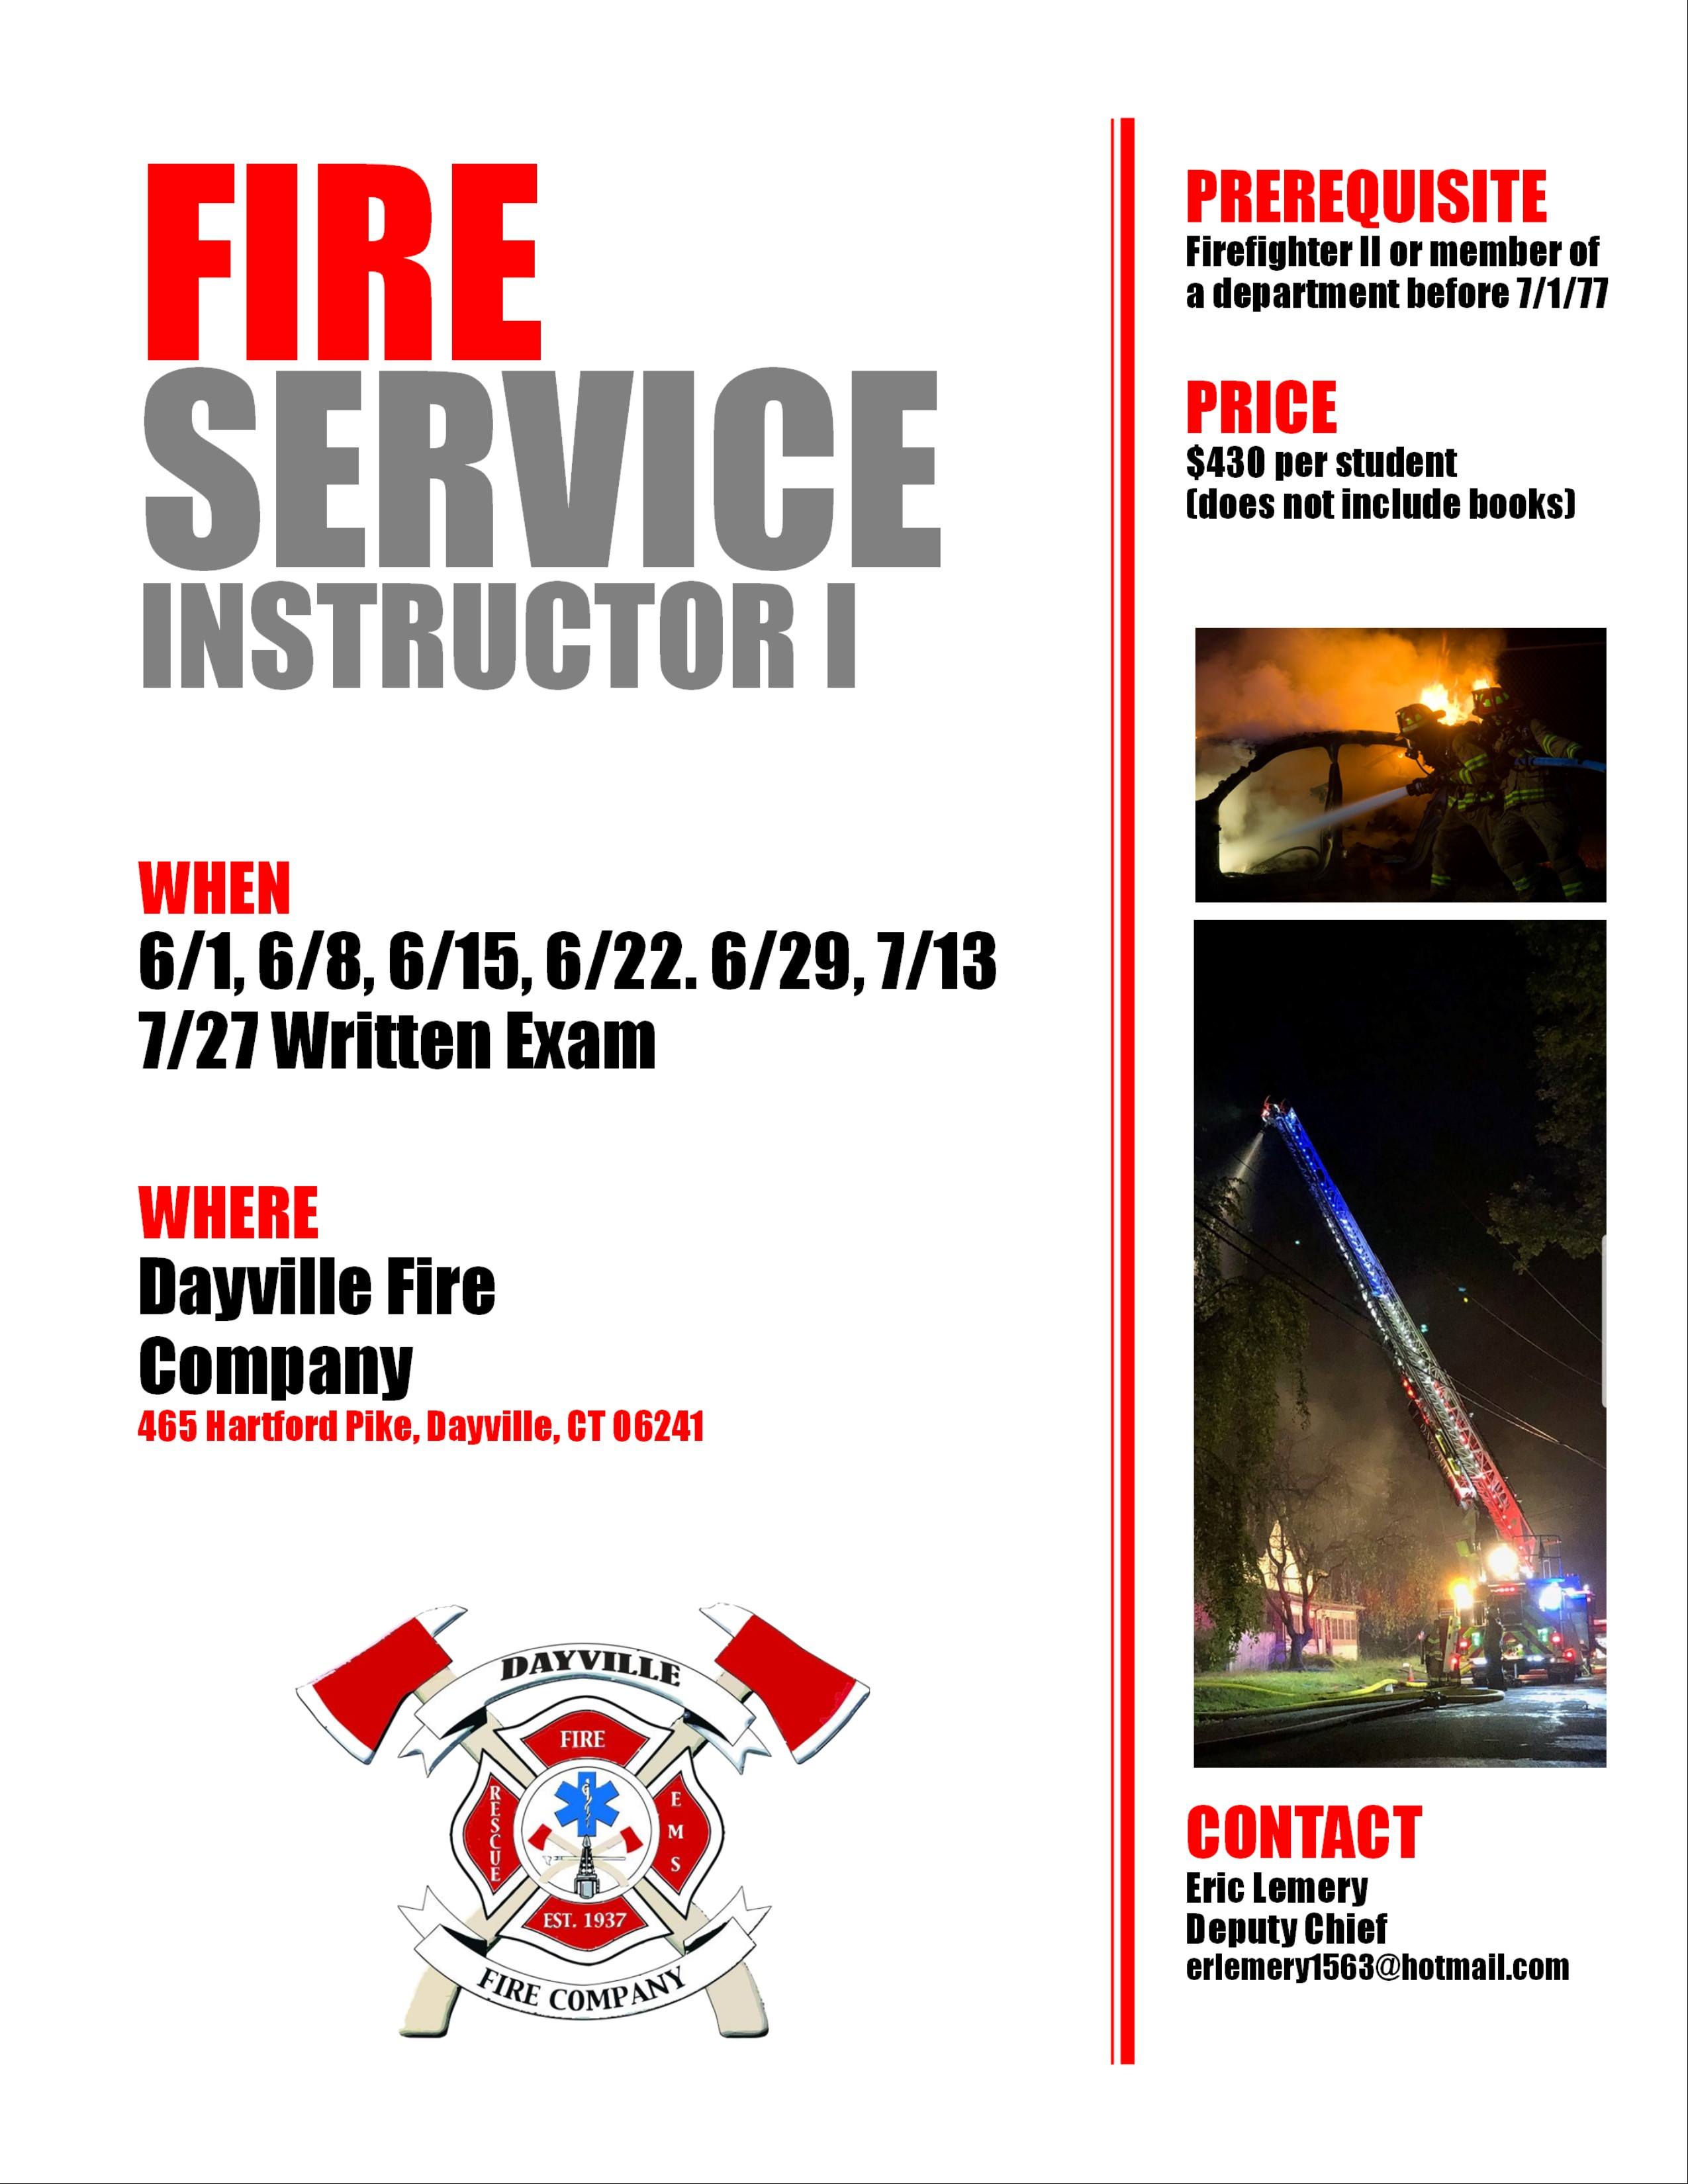 FIRE
SERVICE
INSTRUCTOR I
WHEN
6/1, 6/8, 6/15, 6/22. 6/29, 7/13
7/27 Written Exam
WHERE
Dayville Fire
Company
465 Hartford Pike, Dayville, CT 06241
DAYVILLE
FIRE
RESCUE
EMS
EST. 1937
FIRE COMPANY
PREREQUISITE
Firefighter II or member of
a department before 7/1/77
PRICE
$430 per student
(does not include books)
CONTACT
Eric Lemery
Deputy Chief
erlemery1563@hotmail.com